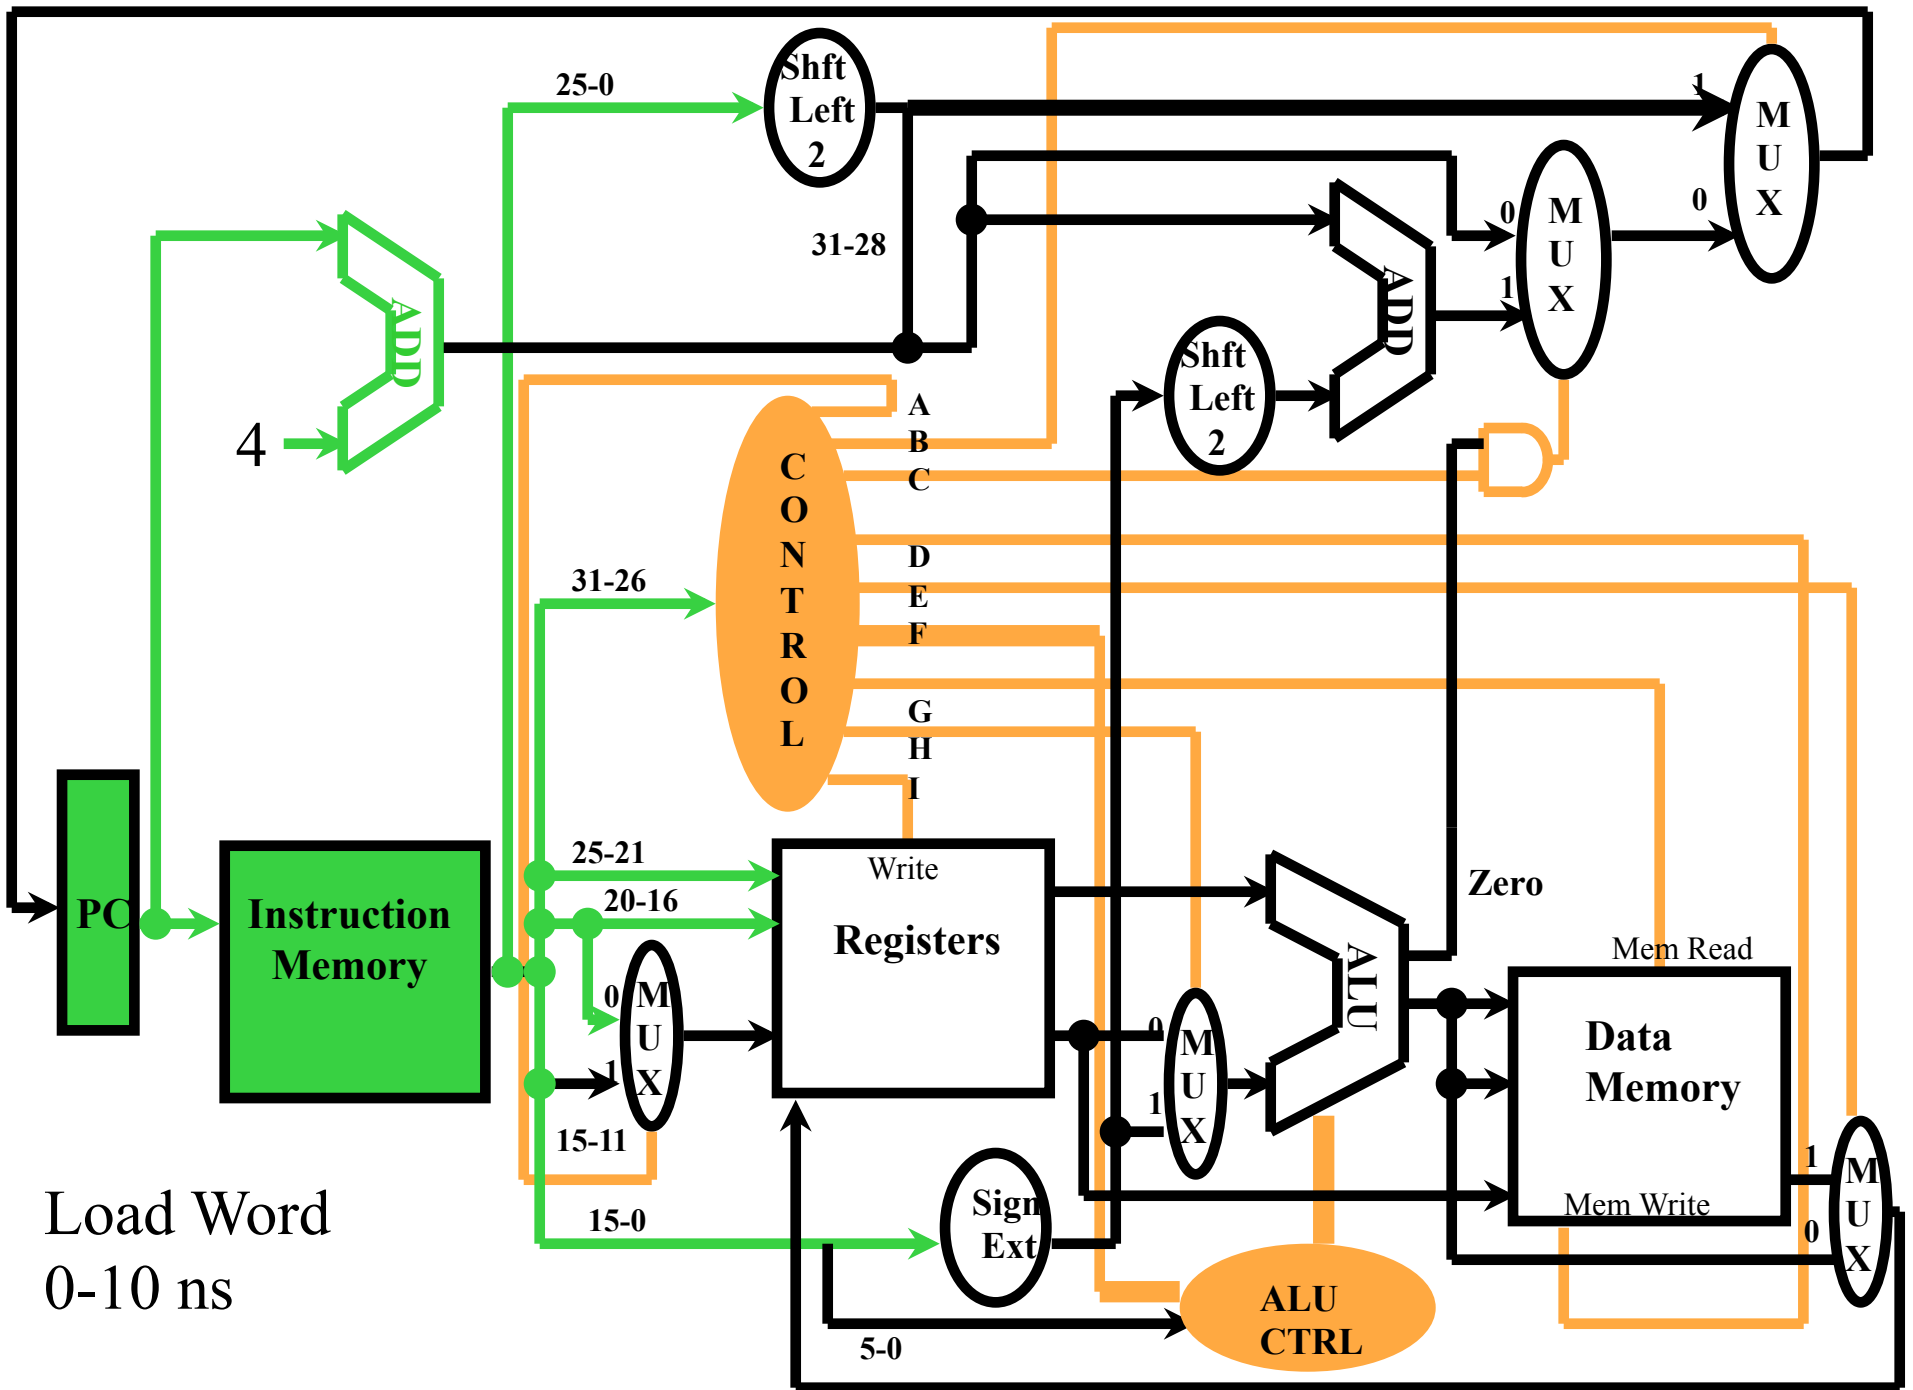 25-0
Shft
Left
2
1
M
U
X
0
31-28
0
M
U
X
1
ADD
ADD
Shft
Left
2
4
A
B
C
D
E
F
G
H
I
C
O
N
T
R
O
L
31-26
25-21
20-16
Write
Registers
PC
Instruction
Memory
0
M
U
X
1
15-11
15-0
Sign
Ext
5-0
0
M
U
X
1
ALU
Zero
Mem Read
Data
Memory
Mem Write
1
M
U
X
0
ALU
CTRL
Load Word
0-10 ns